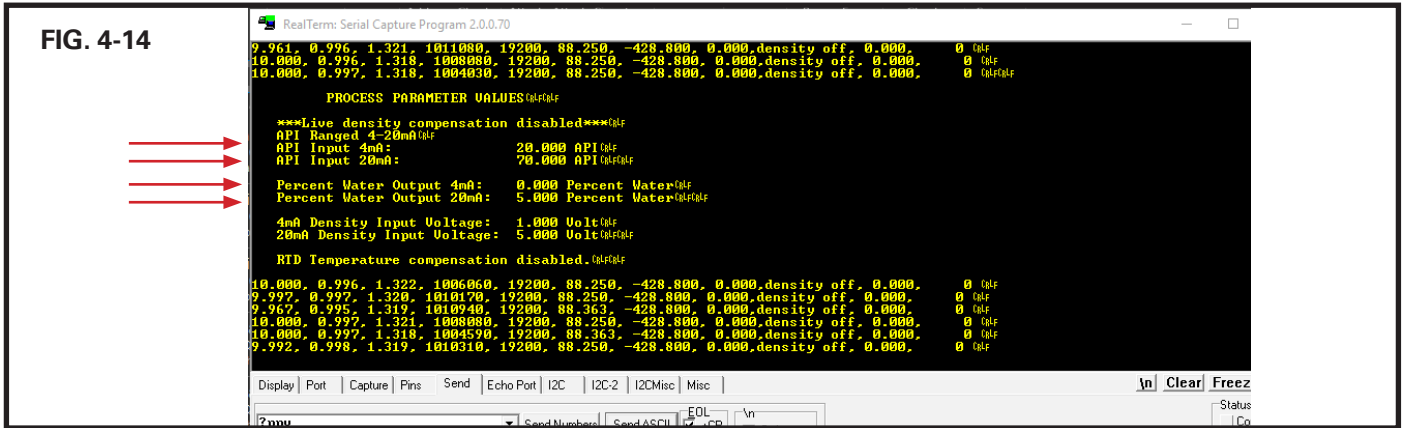 FIG. 4-14
RealTerm: Serial Capture Program 2.0.0.70
9.961, 0.996, 1.321, 1011080, 19200, 88.250, -428.800, 0.000,density off, 0.000, 0 CRLF
10.000, 0.996, 1.318, 1008080, 19200, 88.250, -428.800, 0.000,density off, 0.000, 0 CRLF
10.000, 0.997, 1.318, 1004030, 19200, 88.250, -428.800, 0.000,density off, 0.000, 0 CRLFCRLF
PROCESS PARAMETER VALUESCRLFCRLF
***Live density compensation disabled***CRLF
API Ranged 4-20mACRLF
API Input 4mA: 20.000 APICRLF
API Input 20mA: 70.000 APICRLFCRLF
Percent Water Output 4mA: 0.000 Percent WaterCRLF
Percent Water Output 20mA: 5.000 Percent WaterCRLFCRLF
4mA Density Input Voltage: 1.000 VoltCRLF
20mA Density Input Voltage: 5.000 VoltCRLFCRLF
RTD Temperature compensation disabled.CRLFCRLF
10.000, 0.996, 1.322, 1006060, 19200, 88.250, -428.800, 0.000,density off, 0.000, 0 CRLF
9.997, 0.997, 1.320, 1010170, 19200, 88.250, -428.800, 0.000,density off, 0.000, 0 CRLF
9.967, 0.995, 1.319, 1010940, 19200, 88.363, -428.800, 0.000,density off, 0.000, 0 CRLF
10.000, 0.997, 1.321, 1008080, 19200, 88.250, -428.800, 0.000,density off, 0.000, 0 CRLF
10.000, 0.997, 1.318, 1004590, 19200, 88.363, -428.800, 0.000,density off, 0.000, 0 CRLF
9.992, 0.998, 1.319, 1010310, 19200, 88.250, -428.800, 0.000,density off, 0.000, 0 CRLF
Display Port Capture Pins Send Echo Port I2C I2C-2 I2CMisc Misc \n Clear Freez
EOL \n Status
?ppv Send Numbers Send ASCII +CR Co